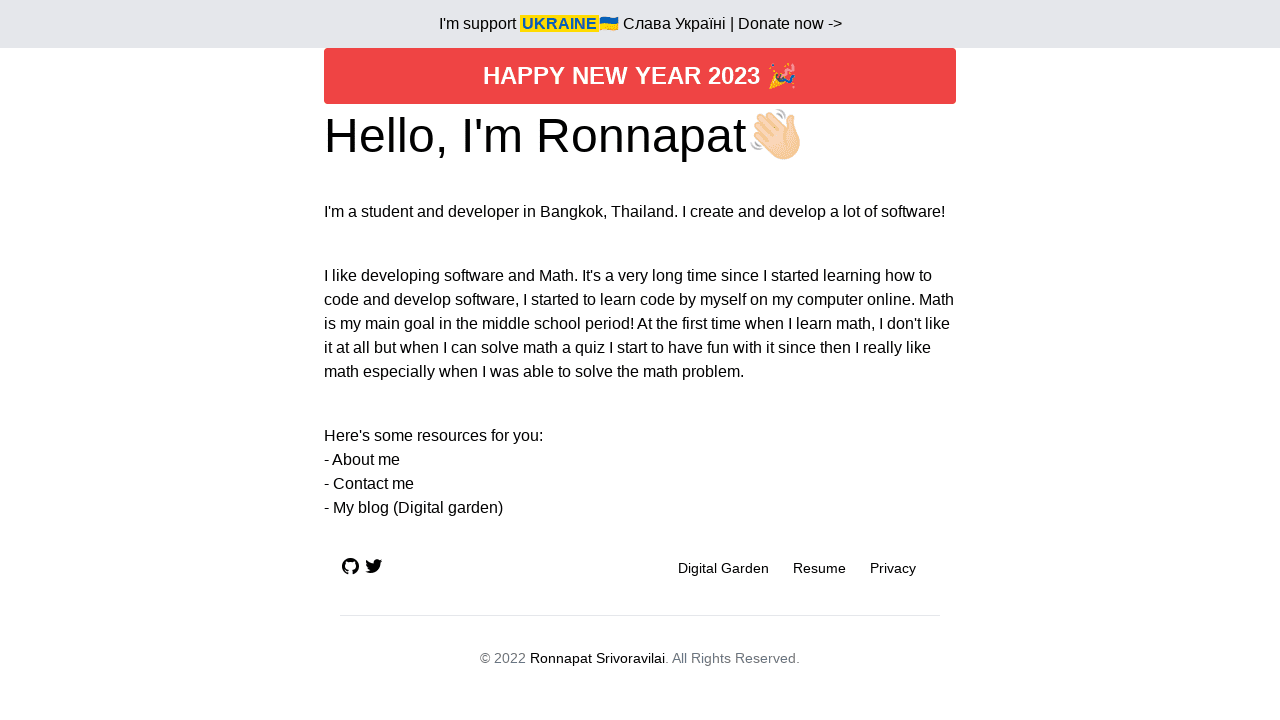 I'm support UKRAINE🇺🇦 Слава Україні | Donate now ->
HAPPY NEW YEAR 2023 🎉
Hello, I'm Ronnapat👋🏻
I'm a student and developer in Bangkok, Thailand. I create and develop a lot of software!
I like developing software and Math. It's a very long time since I started learning how to
code and develop software, I started to learn code by myself on my computer online. Math
is my main goal in the middle school period! At the first time when I learn math, I don't like
it at all but when I can solve math a quiz I start to have fun with it since then I really like
math especially when I was able to solve the math problem.
Here's some resources for you:
- About me
- Contact me
- My blog (Digital garden)
Digital Garden Resume Privacy
© 2022 Ronnapat Srivoravilai. All Rights Reserved.